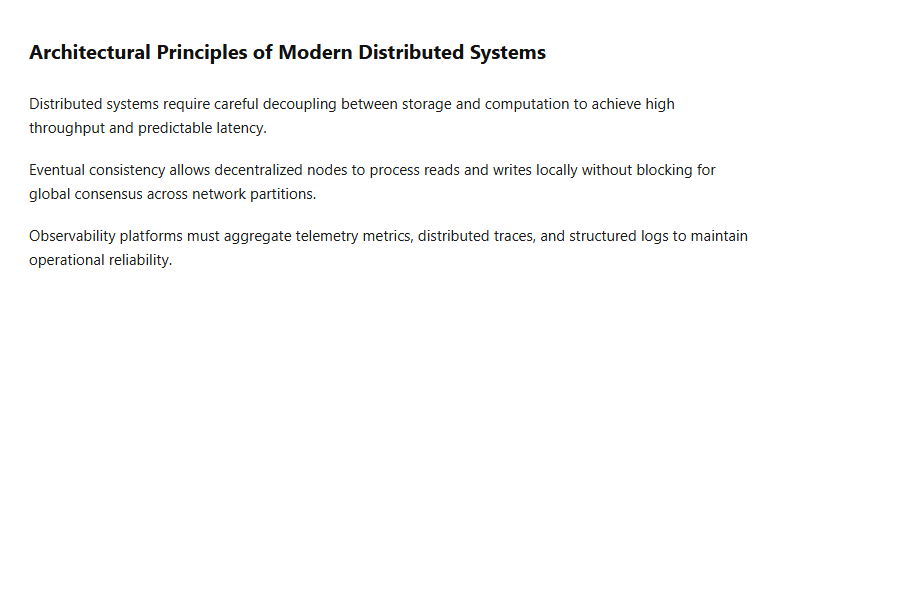 Architectural Principles of Modern Distributed Systems
Distributed systems require careful decoupling between storage and computation to achieve high
throughput and predictable latency.
Eventual consistency allows decentralized nodes to process reads and writes locally without blocking for
global consensus across network partitions.
Observability platforms must aggregate telemetry metrics, distributed traces, and structured logs to maintain
operational reliability.